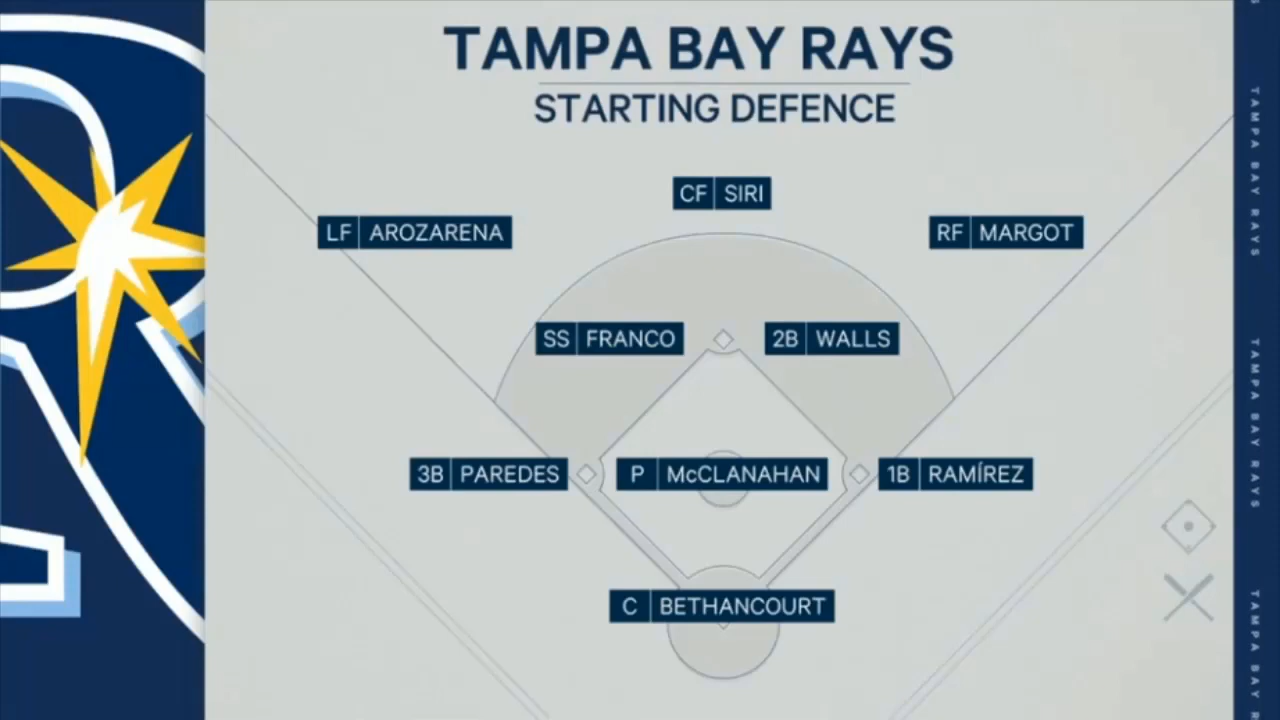 TAMPA BAY RAYS
STARTING DEFENCE
CF SIRI
LF AROZARENA
RF MARGOT
SS FRANCO
2B WALLS
3B PAREDES
P McCLANAHAN
1B RAMÍREZ
C BETHANCOURT
TAMPA BAY RAYS
TAMPA BAY RAYS
TAMPA BAY R